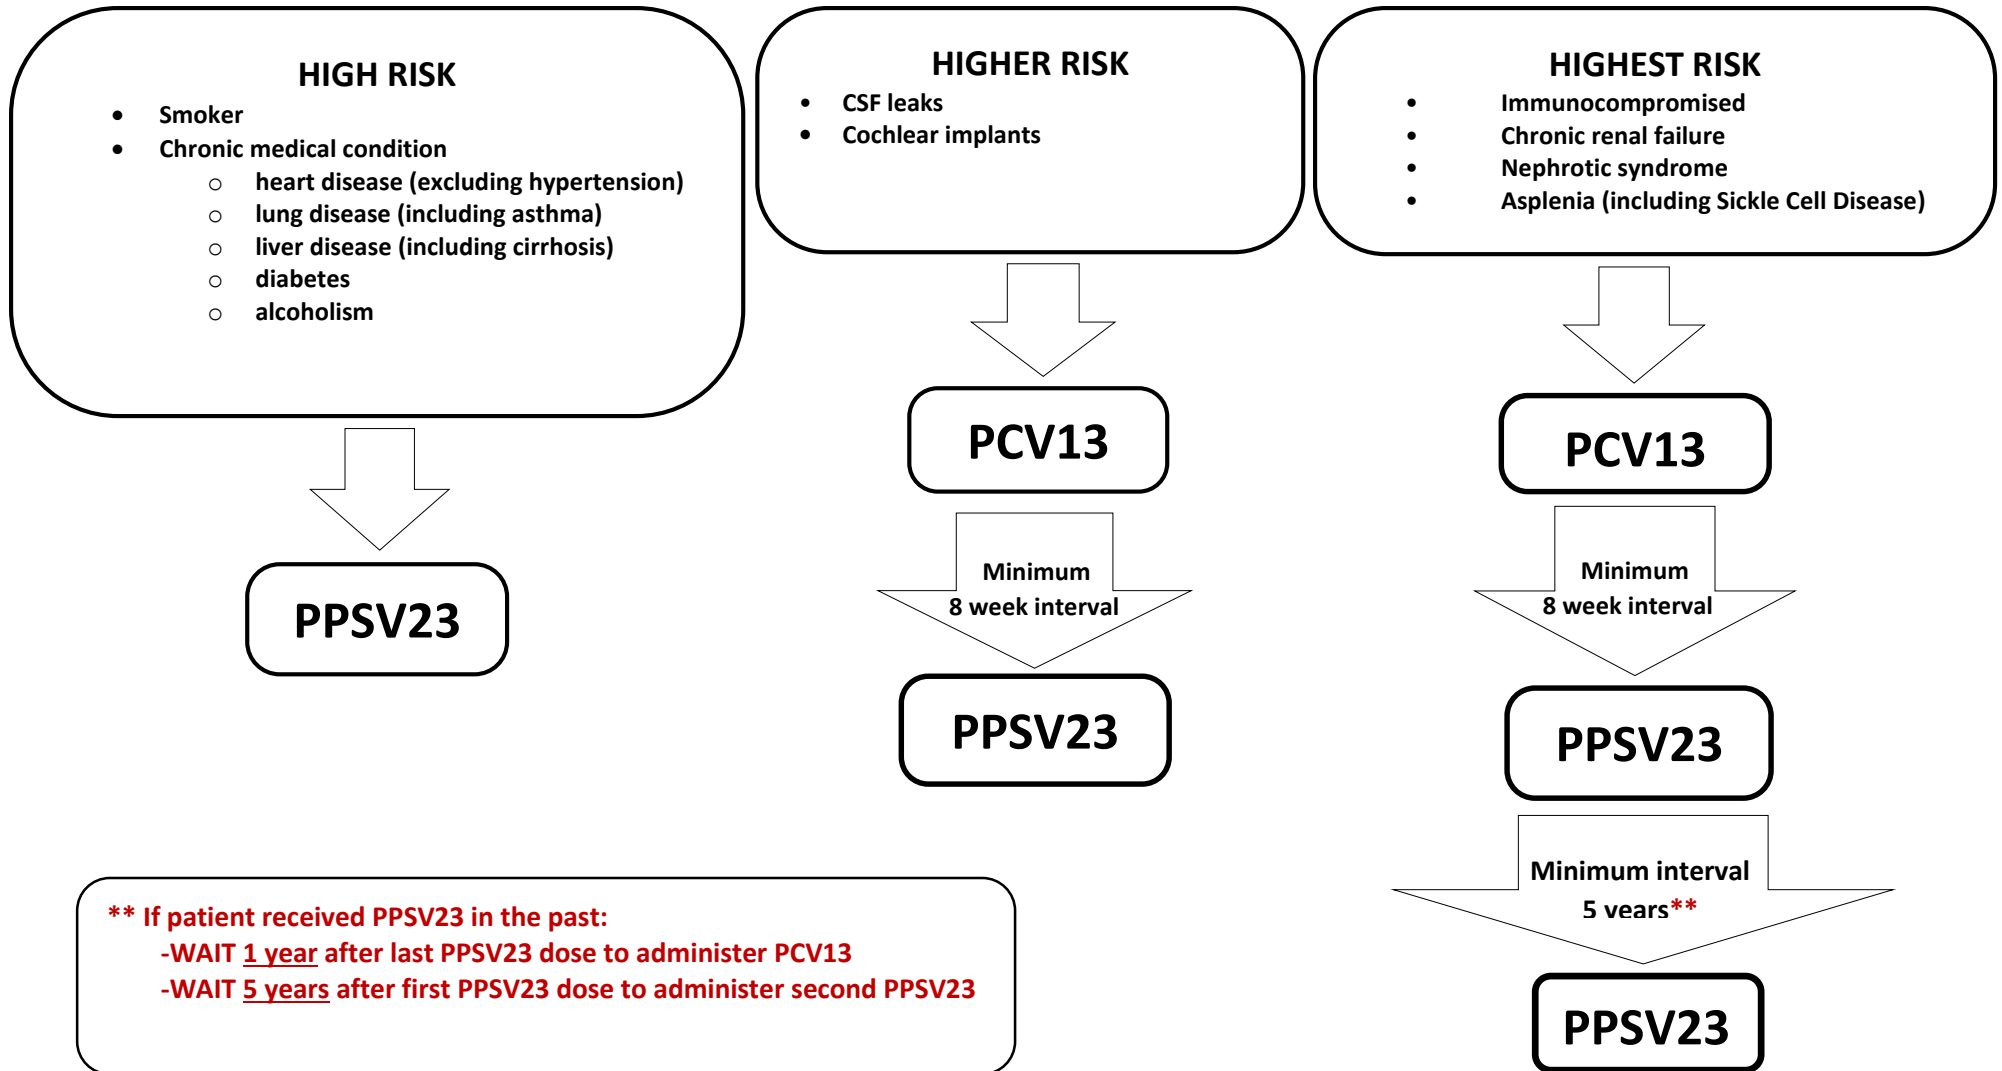 HIGH RISK
• Smoker
• Chronic medical condition
o heart disease (excluding hypertension)
o lung disease (including asthma)
o liver disease (including cirrhosis)
o diabetes
o alcoholism
PPSV23
HIGHER RISK
• CSF leaks
• Cochlear implants
PCV13
Minimum
8 week interval
PPSV23
HIGHEST RISK
• Immunocompromised
• Chronic renal failure
• Nephrotic syndrome
• Asplenia (including Sickle Cell Disease)
PCV13
Minimum
8 week interval
PPSV23
Minimum interval
5 years**
PPSV23
** If patient received PPSV23 in the past:
-WAIT 1 year after last PPSV23 dose to administer PCV13
-WAIT 5 years after first PPSV23 dose to administer second PPSV23